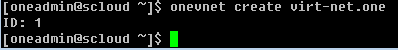 [oneadmin@scloud ~]$ onevnet create virt-net.one
ID: 1
[oneadmin@scloud ~]$